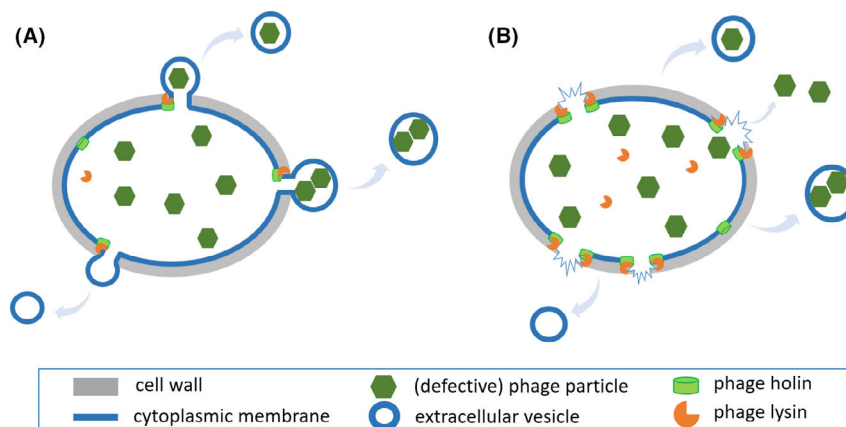 (A)
(B)
cell wall
(defective) phage particle
phage holin
cytoplasmic membrane
extracellular vesicle
phage lysin